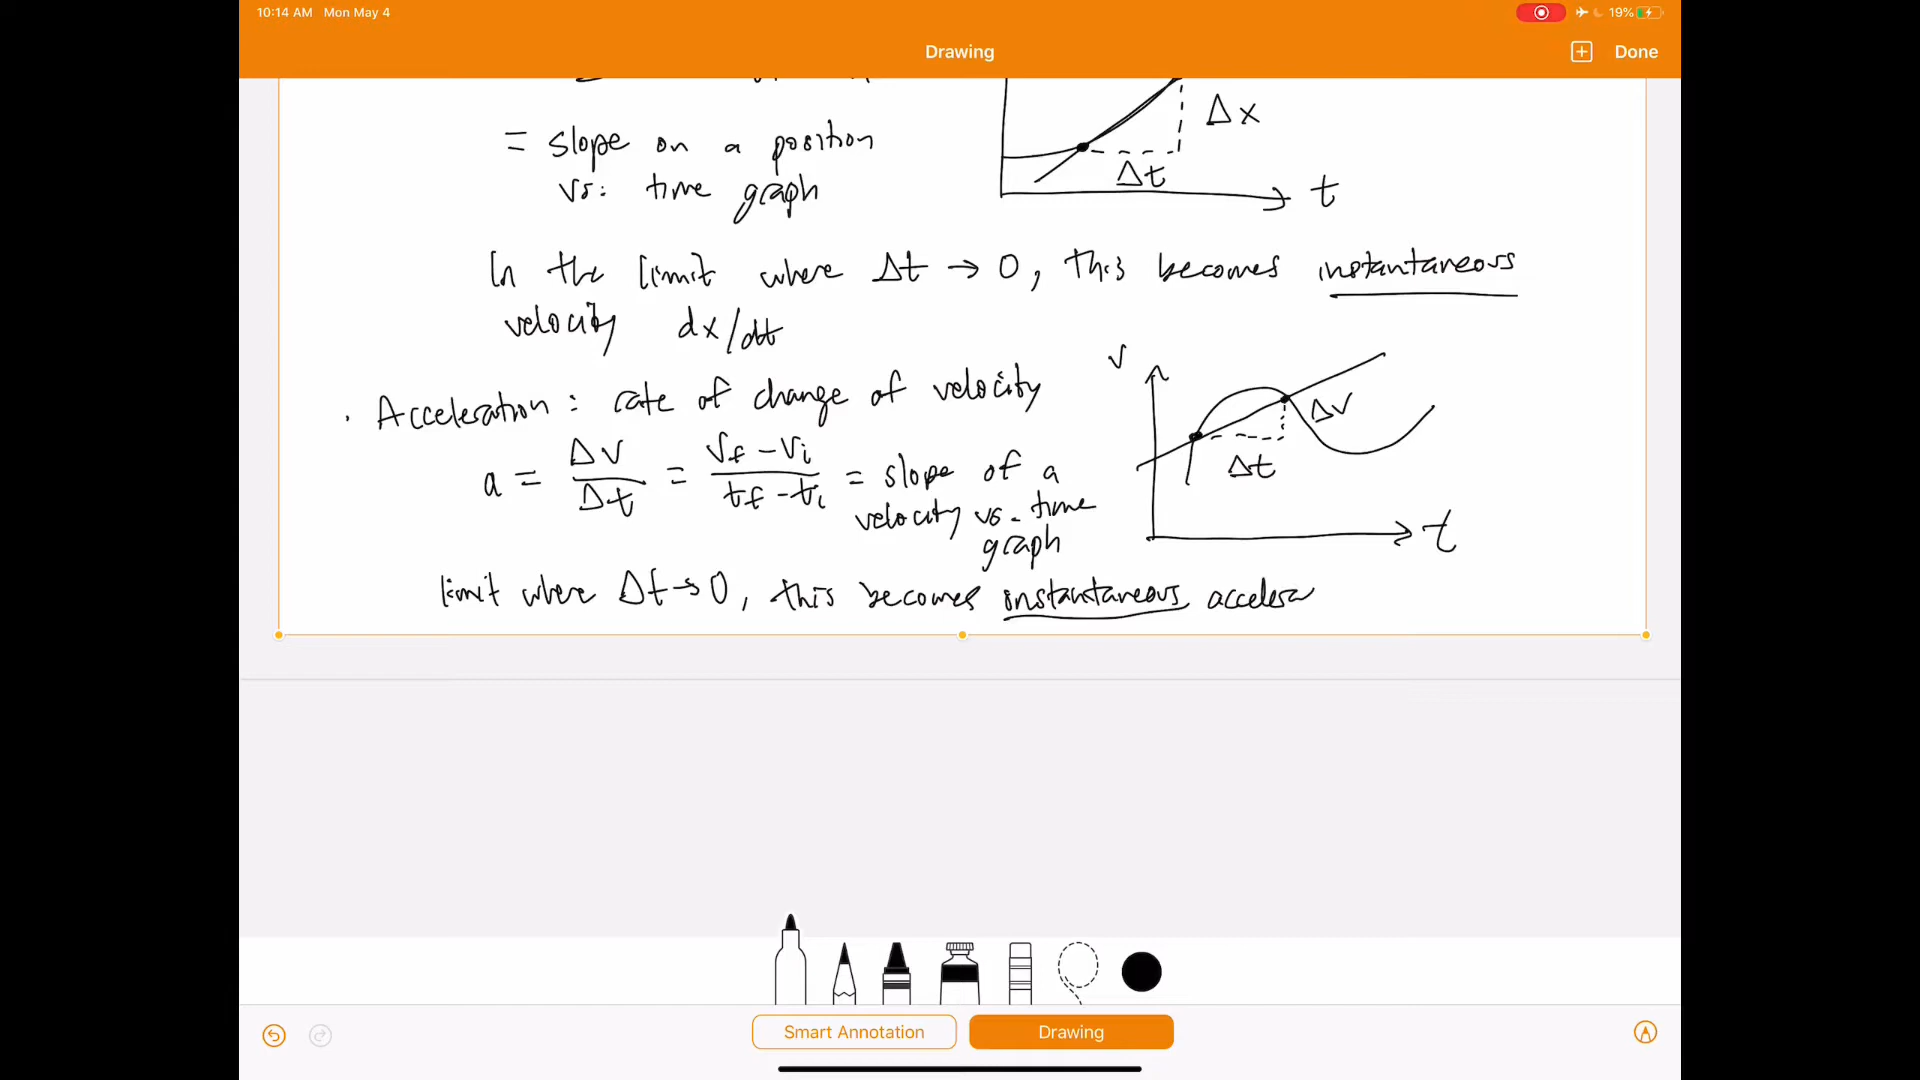 10:14 AM Mon May 4
19%
Drawing
Done
Δx
= slope on a position
vs. time graph
Δt
t
In the limit where Δt → 0, this becomes instantaneous
velocity dx/dt
v
· Acceleration : rate of change of velocity
Δv
a = Δv/Δt = vf - vi/tf - ti = slope of a
velocity vs. time
graph
Δt
t
limit where Δt → 0, this becomes instantaneous accelera
Smart Annotation
Drawing